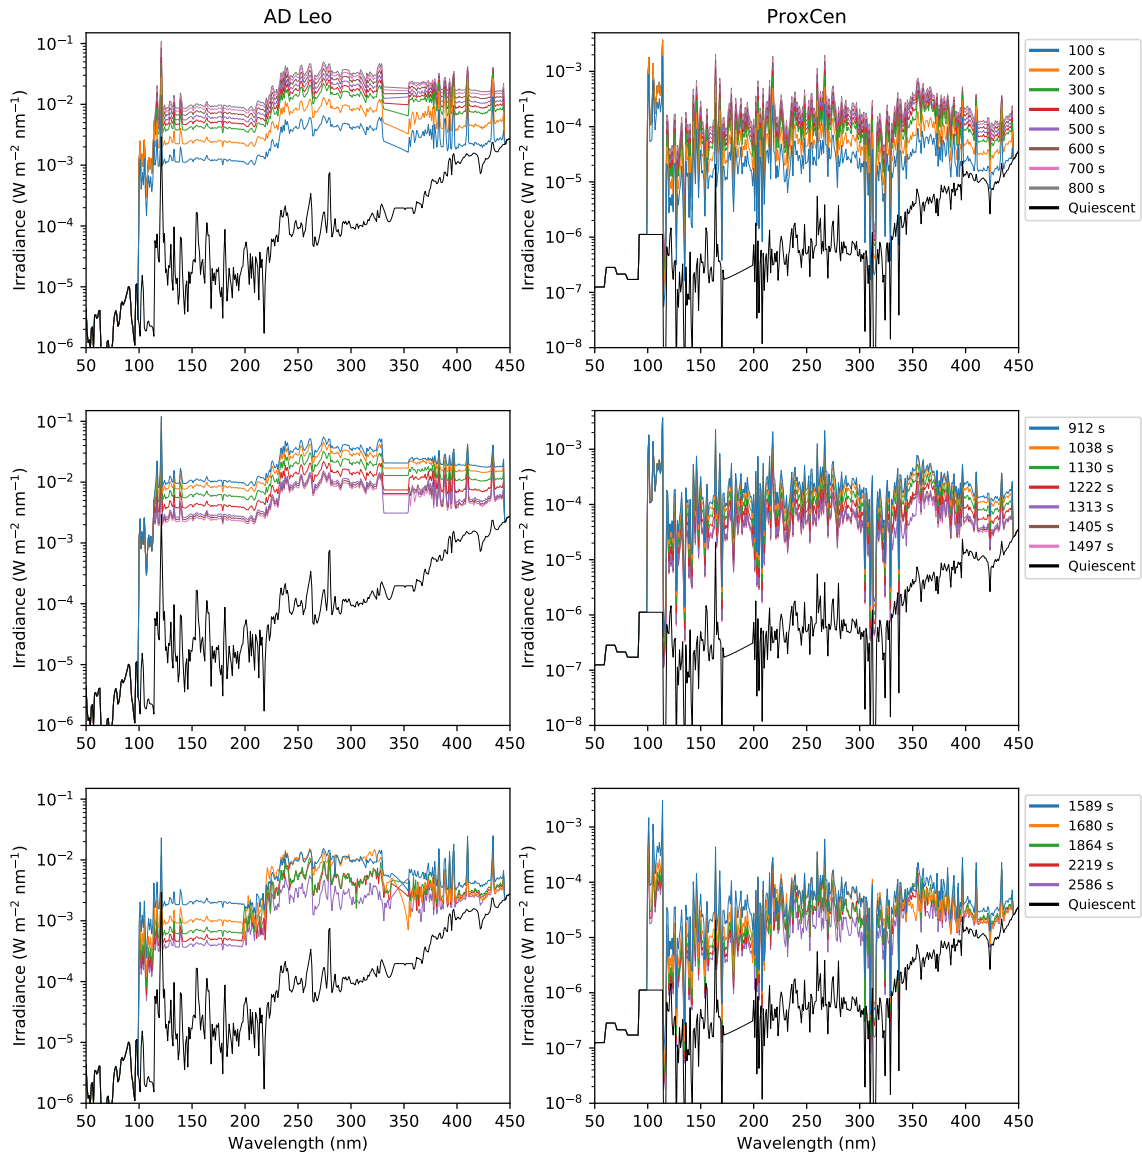 AD Leo
ProxCen
10⁻¹
10⁻²
10⁻³
10⁻⁴
10⁻⁵
10⁻⁶
Irradiance (W m⁻² nm⁻¹)
50 100 150 200 250 300 350 400 450
10⁻³
10⁻⁴
10⁻⁵
10⁻⁶
10⁻⁷
10⁻⁸
Irradiance (W m⁻² nm⁻¹)
50 100 150 200 250 300 350 400 450
100 s
200 s
300 s
400 s
500 s
600 s
700 s
800 s
Quiescent
10⁻¹
10⁻²
10⁻³
10⁻⁴
10⁻⁵
10⁻⁶
Irradiance (W m⁻² nm⁻¹)
50 100 150 200 250 300 350 400 450
10⁻³
10⁻⁴
10⁻⁵
10⁻⁶
10⁻⁷
10⁻⁸
Irradiance (W m⁻² nm⁻¹)
50 100 150 200 250 300 350 400 450
912 s
1038 s
1130 s
1222 s
1313 s
1405 s
1497 s
Quiescent
10⁻¹
10⁻²
10⁻³
10⁻⁴
10⁻⁵
10⁻⁶
Irradiance (W m⁻² nm⁻¹)
50 100 150 200 250 300 350 400 450
Wavelength (nm)
10⁻³
10⁻⁴
10⁻⁵
10⁻⁶
10⁻⁷
10⁻⁸
Irradiance (W m⁻² nm⁻¹)
50 100 150 200 250 300 350 400 450
Wavelength (nm)
1589 s
1680 s
1864 s
2219 s
2586 s
Quiescent